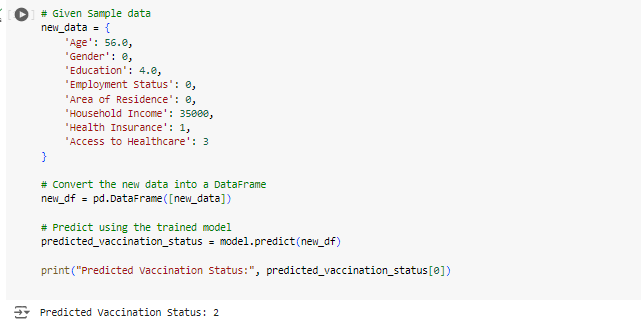 # Given Sample data
new_data = {
    'Age': 56.0,
    'Gender': 0,
    'Education': 4.0,
    'Employment Status': 0,
    'Area of Residence': 0,
    'Household Income': 35000,
    'Health Insurance': 1,
    'Access to Healthcare': 3
}

# Convert the new data into a DataFrame
new_df = pd.DataFrame([new_data])

# Predict using the trained model
predicted_vaccination_status = model.predict(new_df)

print("Predicted Vaccination Status:", predicted_vaccination_status[0])

Predicted Vaccination Status: 2